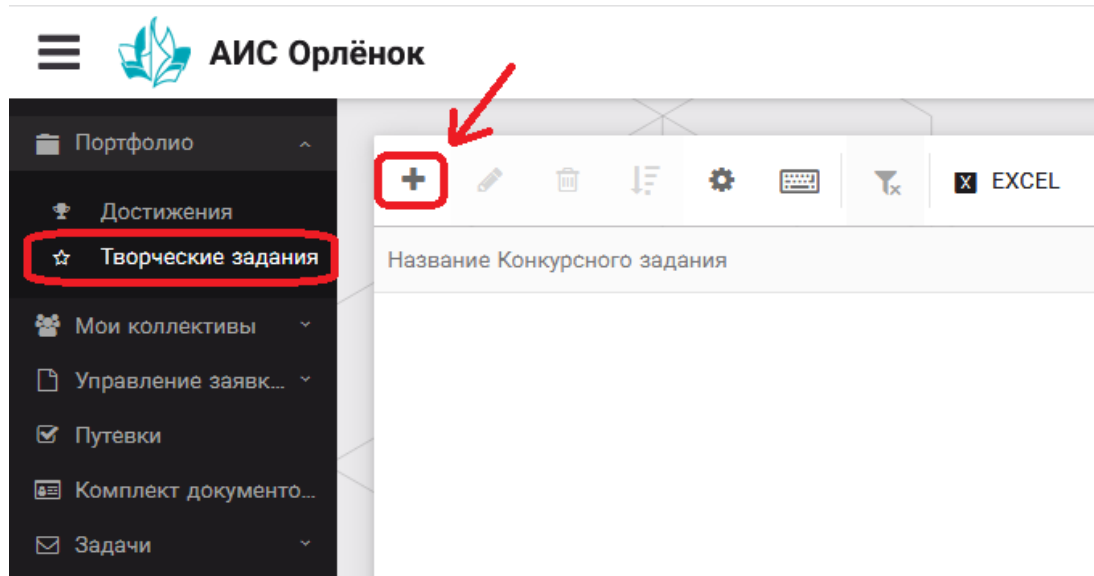 АИС Орлёнок
Портфолио
Достижения
Творческие задания
Мои коллективы
Управление заявк...
Путевки
Комплект документо...
Задачи
X EXCEL
Название Конкурсного задания